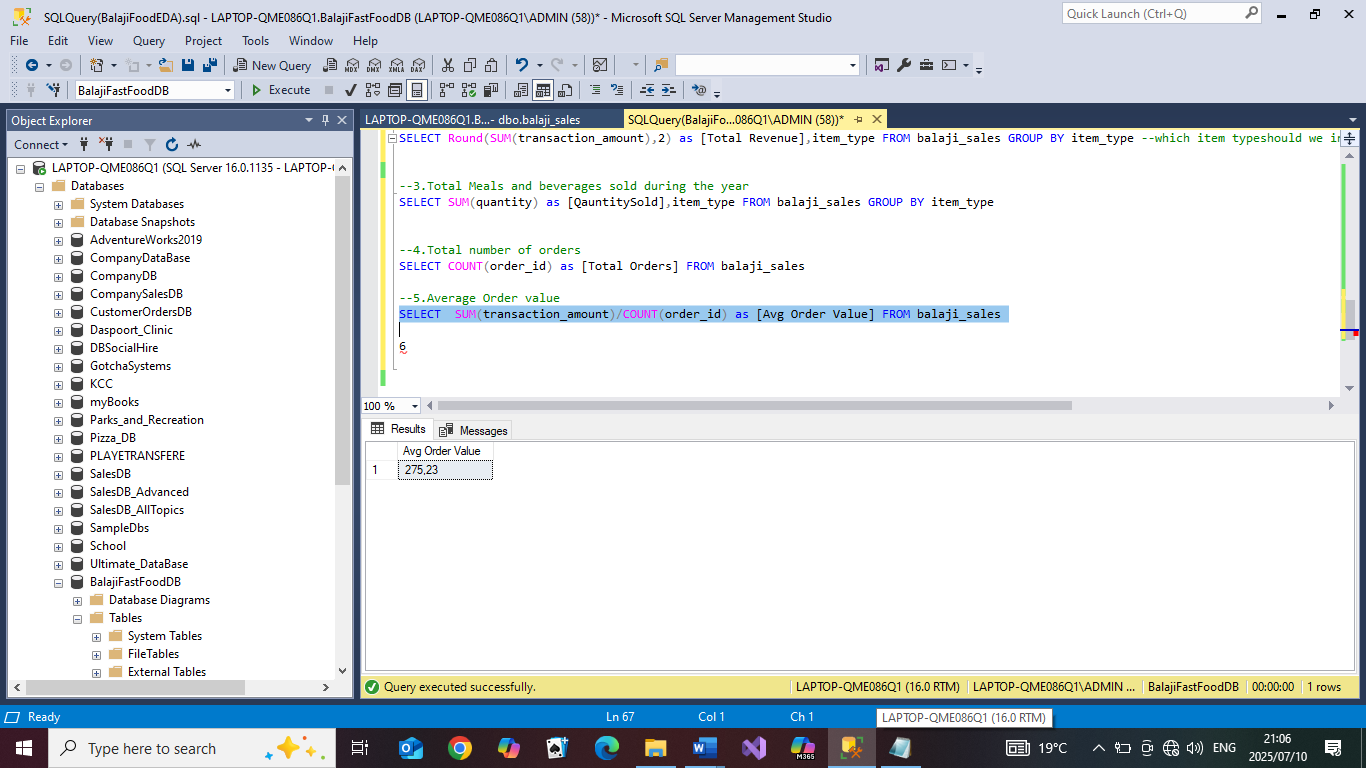 SQLQuery(BalajiFoodEDA).sql - LAPTOP-QME086Q1.BalajiFastFoodDB (LAPTOP-QME086Q1\ADMIN (58))* - Microsoft SQL Server Management Studio
Quick Launch (Ctrl+Q)
File Edit View Query Project Tools Window Help
New Query MDX DMX XMLA DAX
BalajiFastFoodDB Execute
Object Explorer
LAPTOP-QME086Q1.B...- dbo.balaji_sales SQLQuery(BalajiFo...086Q1\ADMIN (58))*
Connect
LAPTOP-QME086Q1 (SQL Server 16.0.1135 - LAPTOP-
Databases
System Databases
Database Snapshots
AdventureWorks2019
CompanyDataBase
CompanyDB
CompanySalesDB
CustomerOrdersDB
Daspoort_Clinic
DBSocialHire
GotchaSystems
KCC
myBooks
Parks_and_Recreation
Pizza_DB
PLAYETRANSFERE
SalesDB
SalesDB_Advanced
SalesDB_AllTopics
SampleDbs
School
Ultimate_DataBase
BalajiFastFoodDB
Database Diagrams
Tables
System Tables
FileTables
External Tables
SELECT Round(SUM(transaction_amount),2) as [Total Revenue],item_type FROM balaji_sales GROUP BY item_type --which item typeshould we in
--3.Total Meals and beverages sold during the year
SELECT SUM(quantity) as [QauntitySold],item_type FROM balaji_sales GROUP BY item_type
--4.Total number of orders
SELECT COUNT(order_id) as [Total Orders] FROM balaji_sales
--5.Average Order value
SELECT  SUM(transaction_amount)/COUNT(order_id) as [Avg Order Value] FROM balaji_sales
6
100 %
Results Messages
Avg Order Value
1 275,23
Query executed successfully. LAPTOP-QME086Q1 (16.0 RTM) LAPTOP-QME086Q1\ADMIN ... BalajiFastFoodDB 00:00:00 1 rows
Ready Ln 67 Col 1 Ch 1 LAPTOP-QME086Q1 (16.0 RTM)
Type here to search
M365
19°C
ENG
21:06
2025/07/10